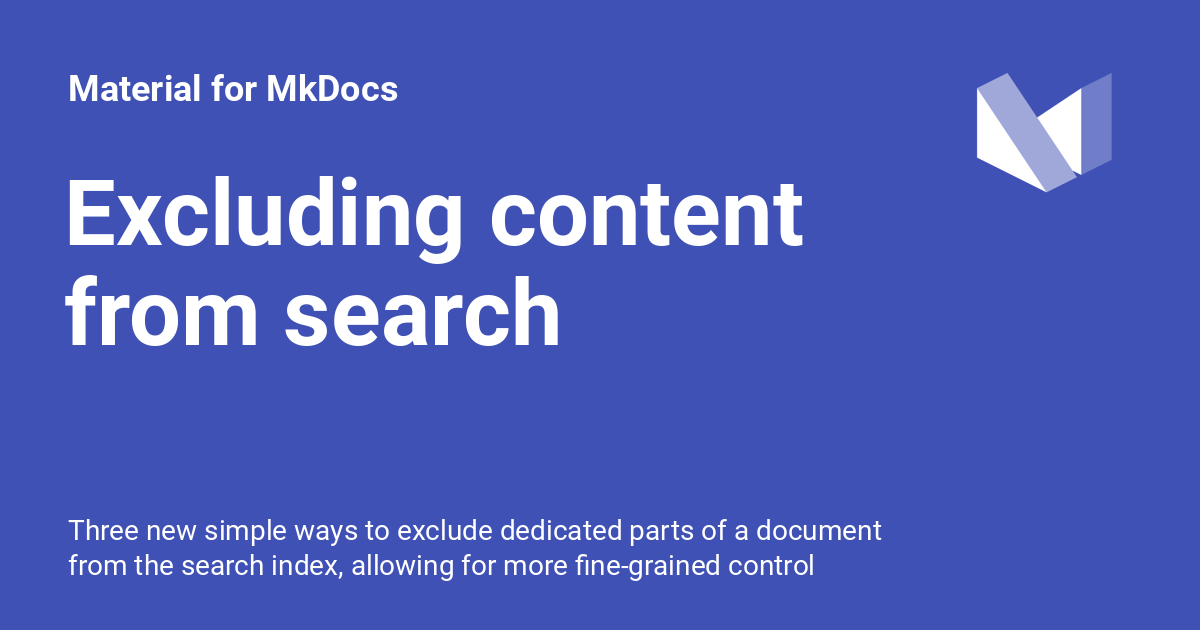 Material for MkDocs
Excluding content
from search
Three new simple ways to exclude dedicated parts of a document
from the search index, allowing for more fine-grained control